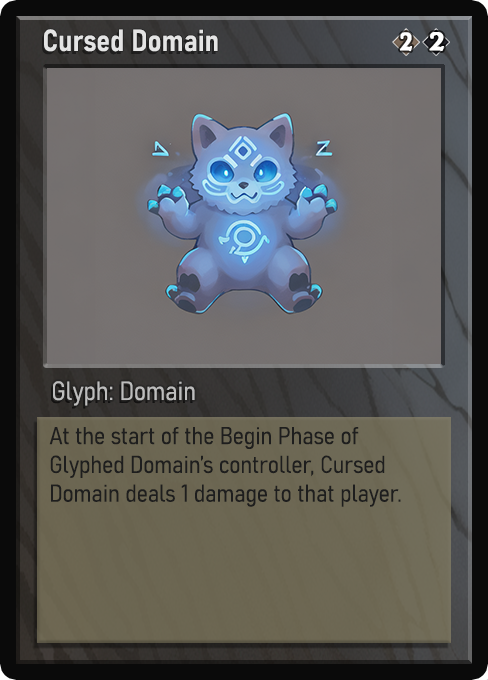 Cursed Domain 2 2
Glyph: Domain
At the start of the Begin Phase of
Glyphed Domain's controller, Cursed
Domain deals 1 damage to that player.